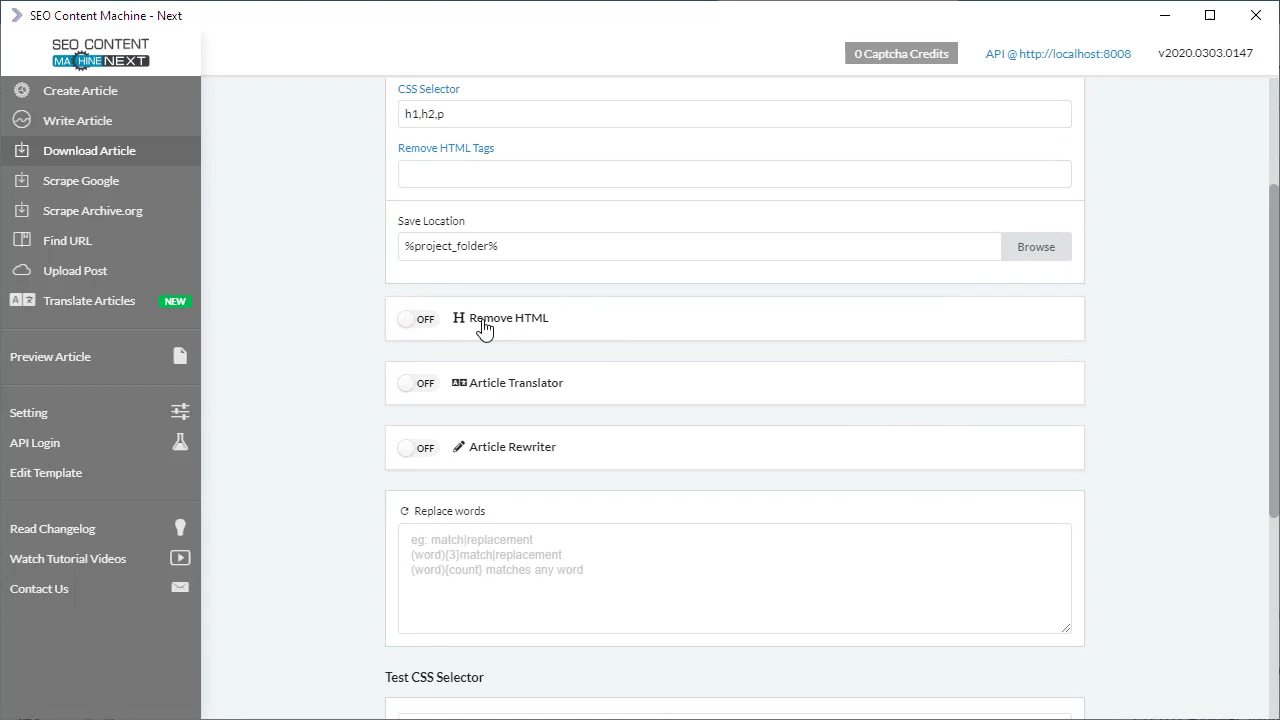 SEO Content Machine - Next
SEO CONTENT
MACHINE NEXT
0 Captcha Credits
API @ http://localhost:8008
v2020.0303.0147
Create Article
Write Article
Download Article
Scrape Google
Scrape Archive.org
Find URL
Upload Post
Translate Articles NEW
Preview Article
Setting
API Login
Edit Template
Read Changelog
Watch Tutorial Videos
Contact Us
CSS Selector
h1,h2,p
Remove HTML Tags
Save Location
%project_folder%
Browse
OFF H Remove HTML
OFF Article Translator
OFF Article Rewriter
Replace words
eg: match|replacement
(word){3}match|replacement
(word){count} matches any word
Test CSS Selector